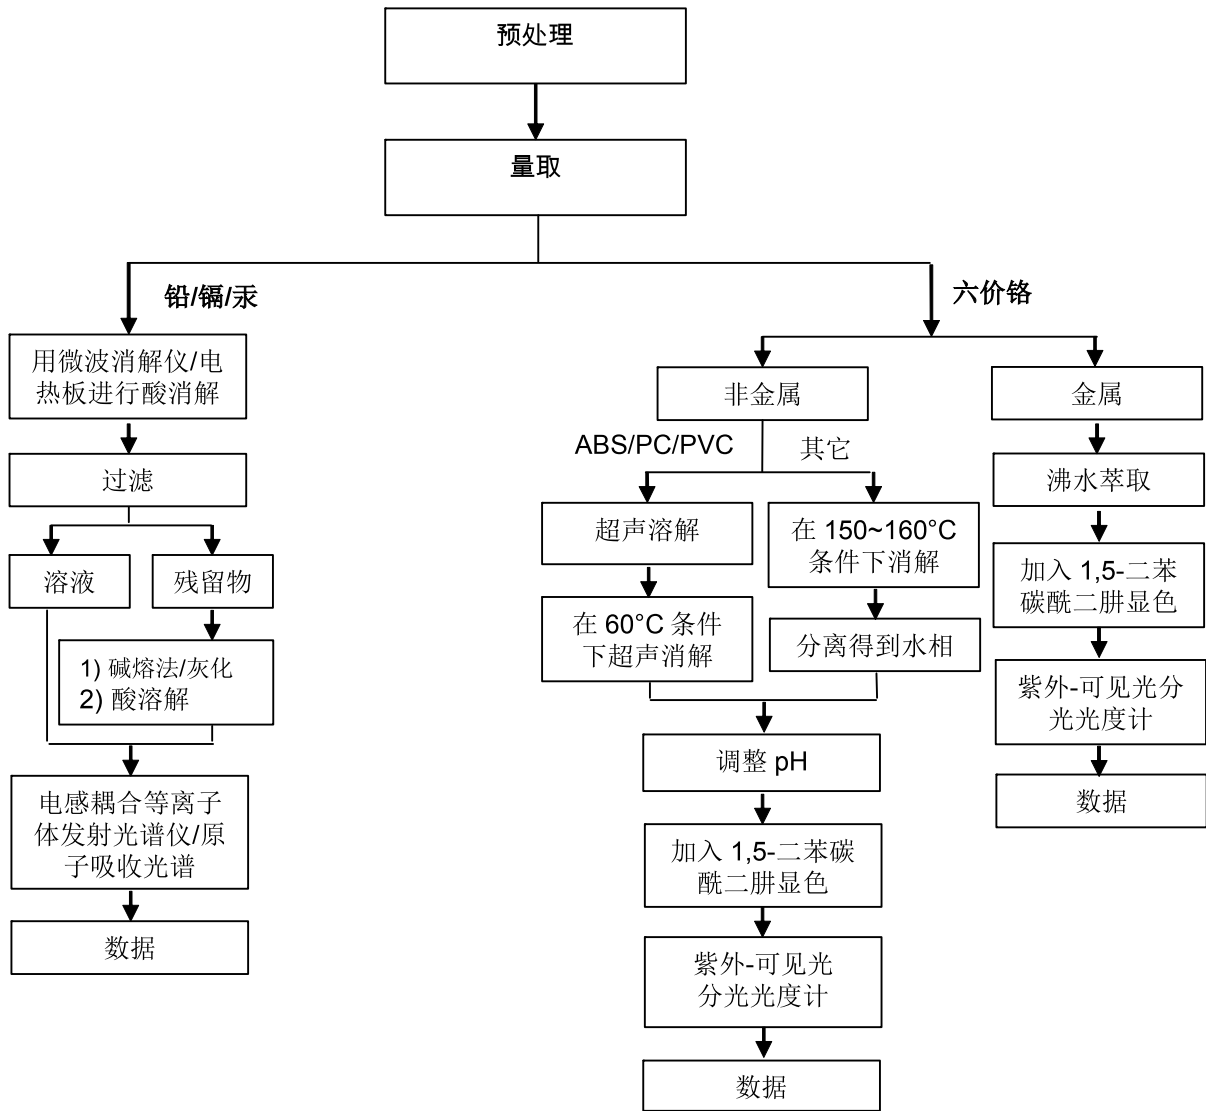 预处理
量取
铅/镉/汞
六价铬
用微波消解仪/电
热板进行酸消解
过滤
溶液
残留物
1) 碱熔法/灰化
2) 酸溶解
电感耦合等离子
体发射光谱仪/原
子吸收光谱
数据
非金属
ABS/PC/PVC
其它
超声溶解
在 60°C 条件
下超声消解
在 150~160°C
条件下消解
分离得到水相
调整 pH
加入 1,5-二苯碳
酰二肼显色
紫外-可见光
分光光度计
数据
金属
沸水萃取
加入 1,5-二苯
碳酰二肼显色
紫外-可见光分
光光度计
数据